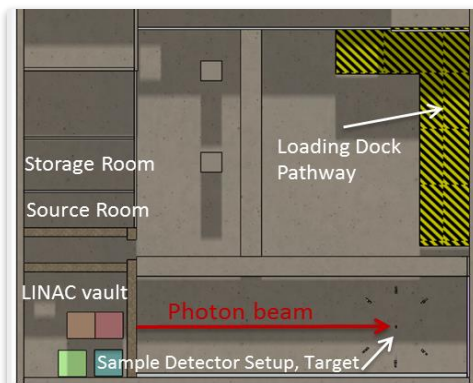 Loading Dock
Pathway
Storage Room
Source Room
LINAC vault
Photon beam
Sample Detector Setup, Target